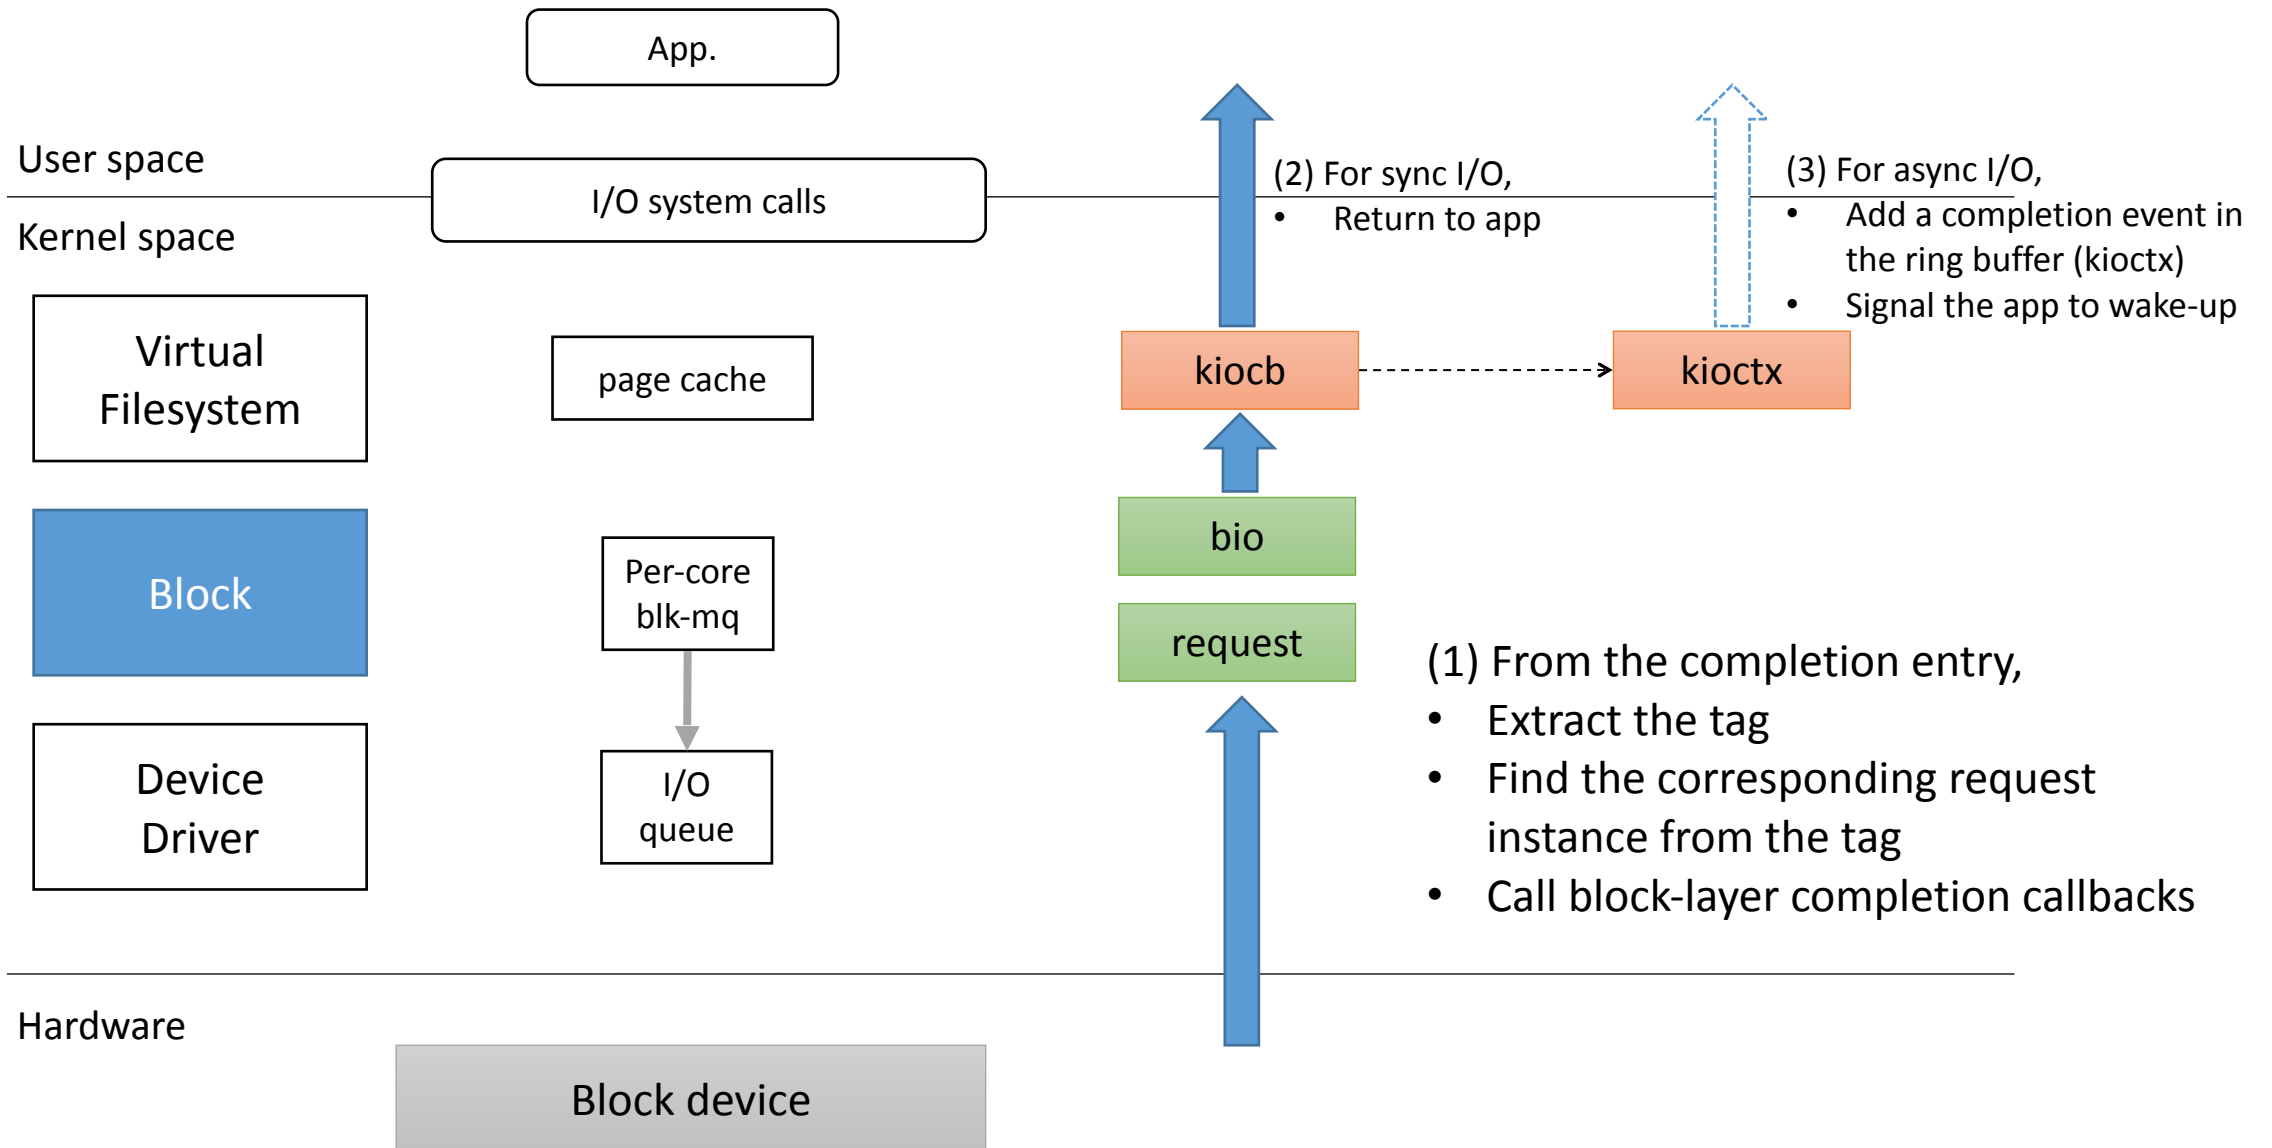 App.
User space
I/O system calls
Kernel space
(2) For sync I/O,
• Return to app
(3) For async I/O,
• Add a completion event in
the ring buffer (kioctx)
• Signal the app to wake-up
Virtual
Filesystem
page cache
kiocb
kioctx
Block
Per-core
blk-mq
bio
request
(1) From the completion entry,
• Extract the tag
• Find the corresponding request
instance from the tag
• Call block-layer completion callbacks
Device
Driver
I/O
queue
Hardware
Block device